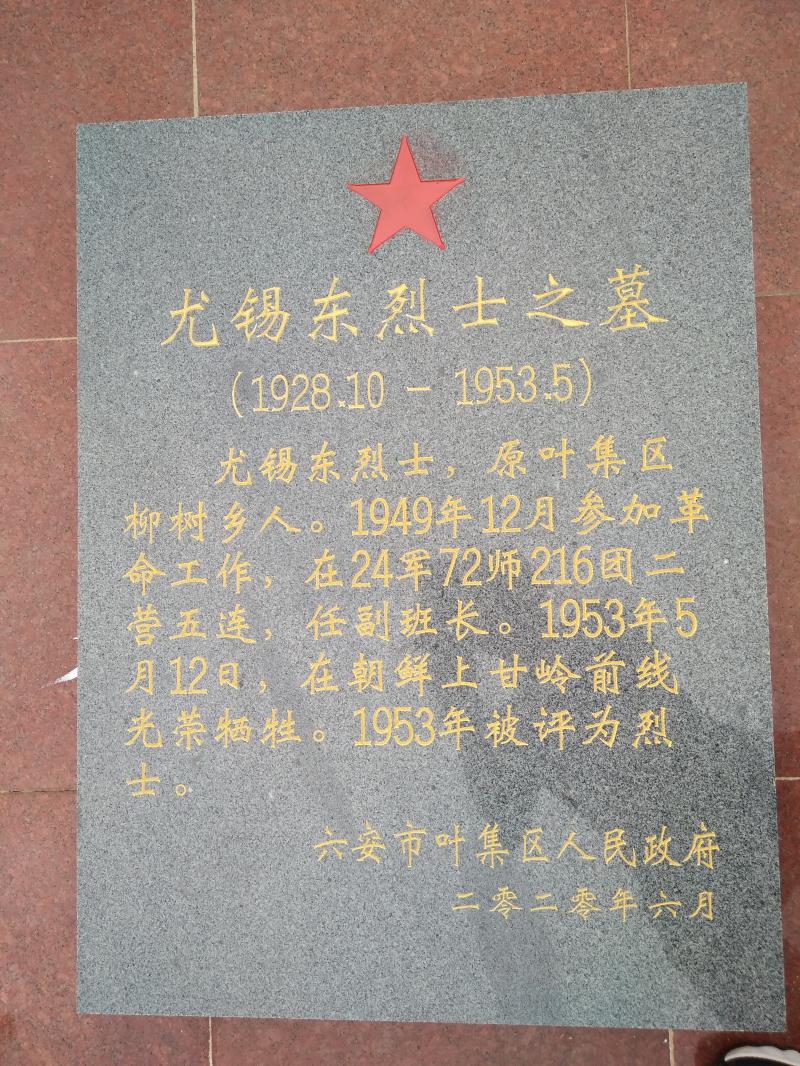 尤锡东烈士之墓
(1928.10 - 1953.5)
尤锡东烈士，原叶集区
柳树乡人。1949年12月参加革
命工作，在24军72师216团二
营五连，任副班长。1953年5
月12日，在朝鲜上甘岭前线
光荣牺牲。1953年被评为烈
士。
六安市叶集区人民政府
二零二零年六月